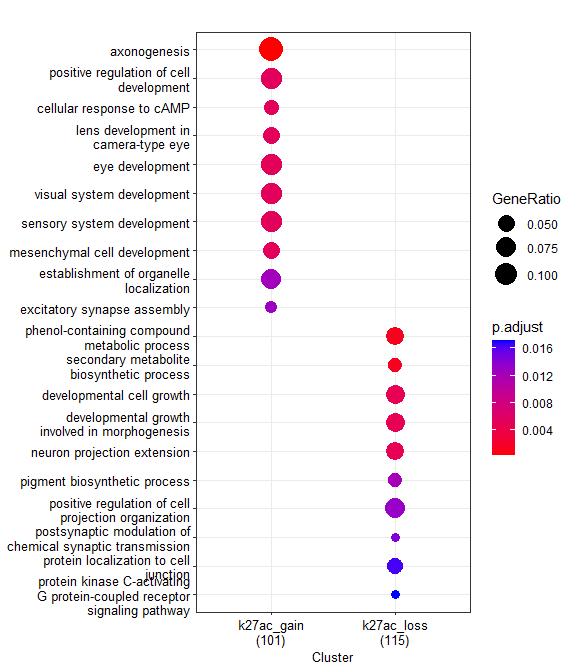 axonogenesis
positive regulation of cell
development
cellular response to cAMP
lens development in
camera-type eye
eye development
visual system development
sensory system development
mesenchymal cell development
establishment of organelle
localization
excitatory synapse assembly
phenol-containing compound
metabolic process
secondary metabolite
biosynthetic process
developmental cell growth
developmental growth
involved in morphogenesis
neuron projection extension
pigment biosynthetic process
positive regulation of cell
projection organization
postsynaptic modulation of
chemical synaptic transmission
protein localization to cell
junction
protein kinase C-activating
G protein-coupled receptor
signaling pathway
k27ac_gain
(101)
k27ac_loss
(115)
Cluster
GeneRatio
0.050
0.075
0.100
p.adjust
0.016
0.012
0.008
0.004